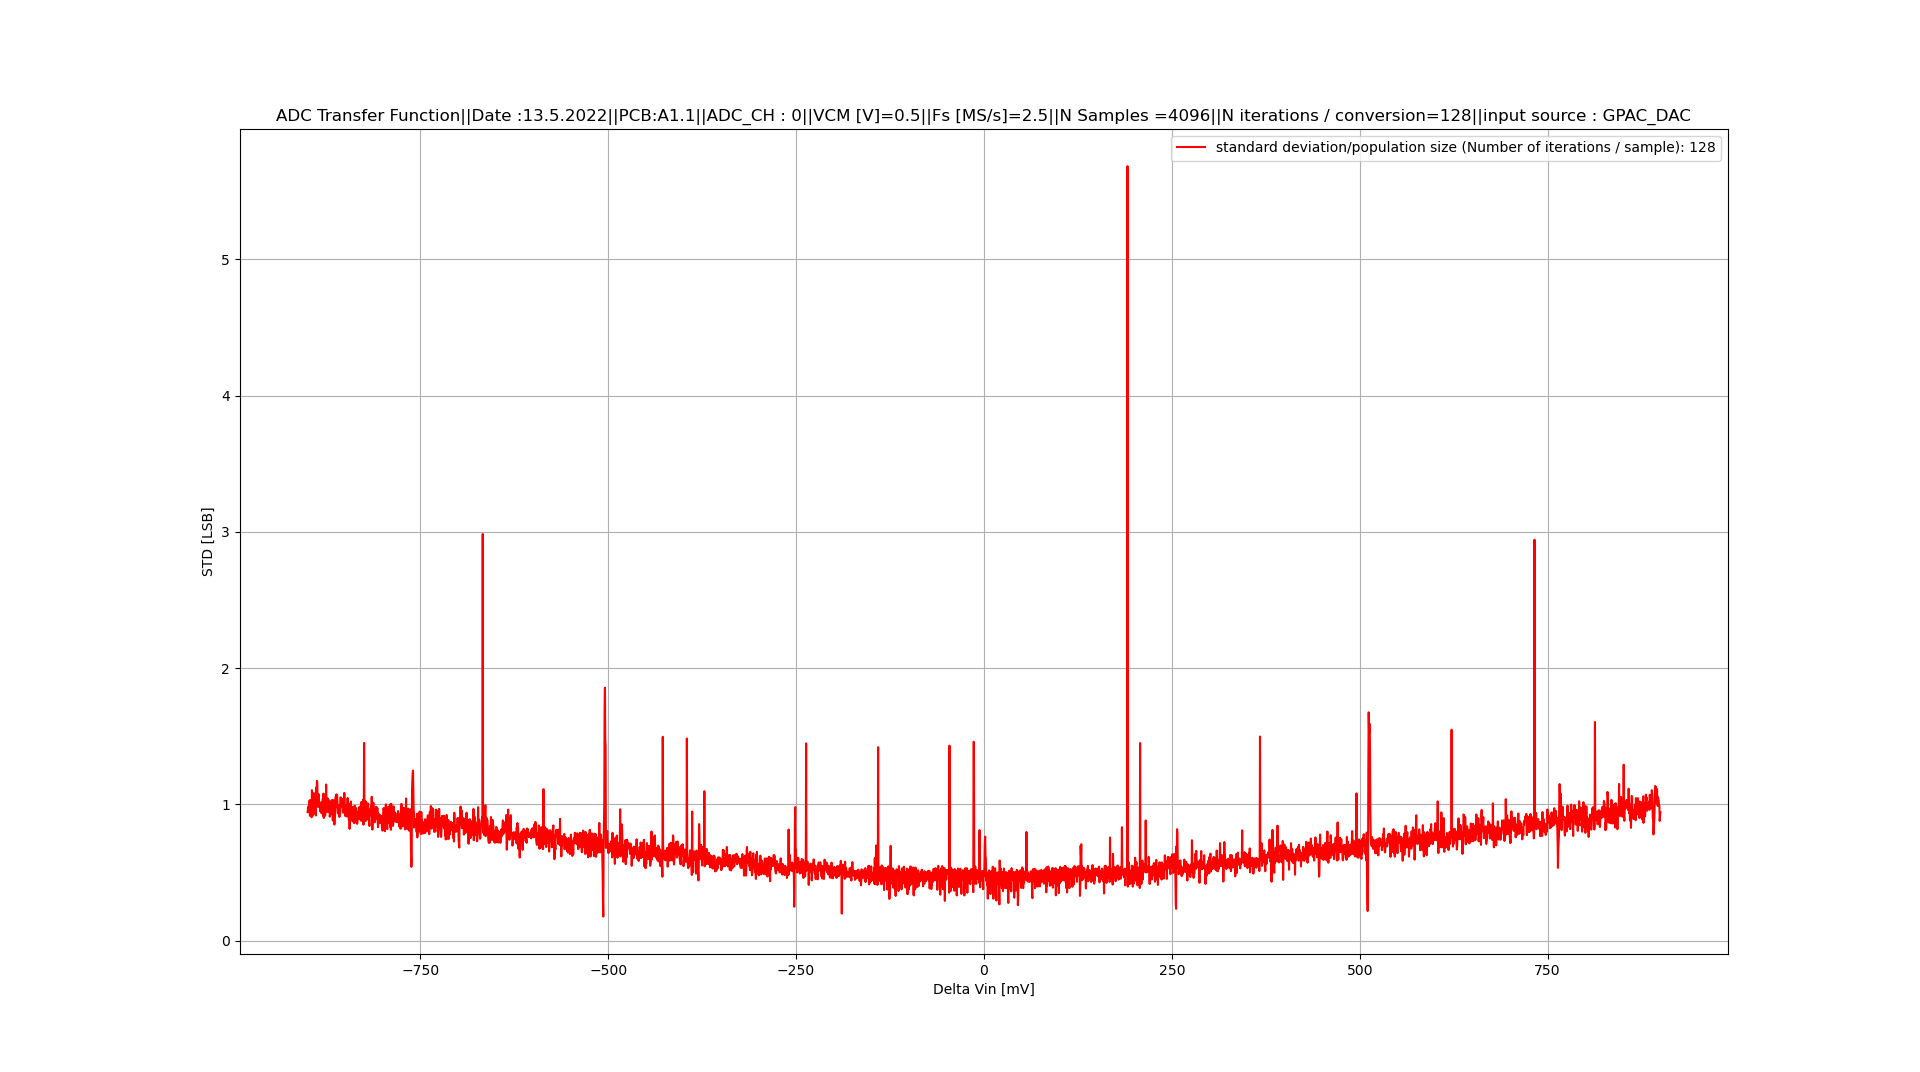 ADC Transfer Function||Date :13.5.2022||PCB:A1.1||ADC_CH : 0||VCM [V]=0.5||Fs [MS/s]=2.5||N Samples =4096||N iterations / conversion=128||input source : GPAC_DAC
standard deviation/population size (Number of iterations / sample): 128
5
4
3
2
1
0
STD [LSB]
−750 −500 −250 0 250 500 750
Delta Vin [mV]